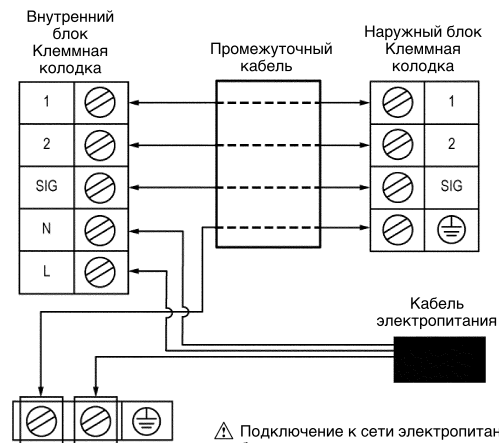 Внутренний
блок
Клеммная
колодка
Промежуточный
кабель
Наружный блок
Клеммная
колодка
1
2
SIG
N
L
1
2
SIG
Кабель
электропитания
Подключение к сети электропитан